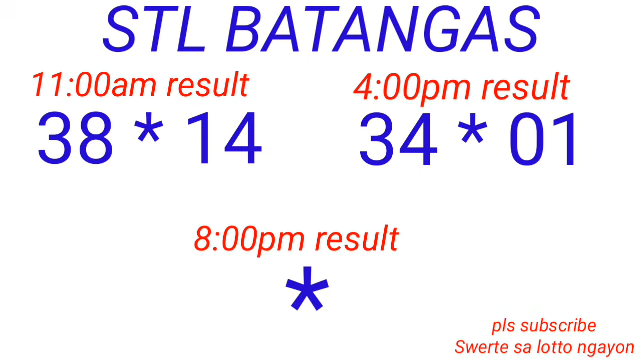 STL BATANGAS
11:00am result
38 * 14
4:00pm result
34 * 01
8:00pm result
*
pls subscribe
Swerte sa lotto ngayon